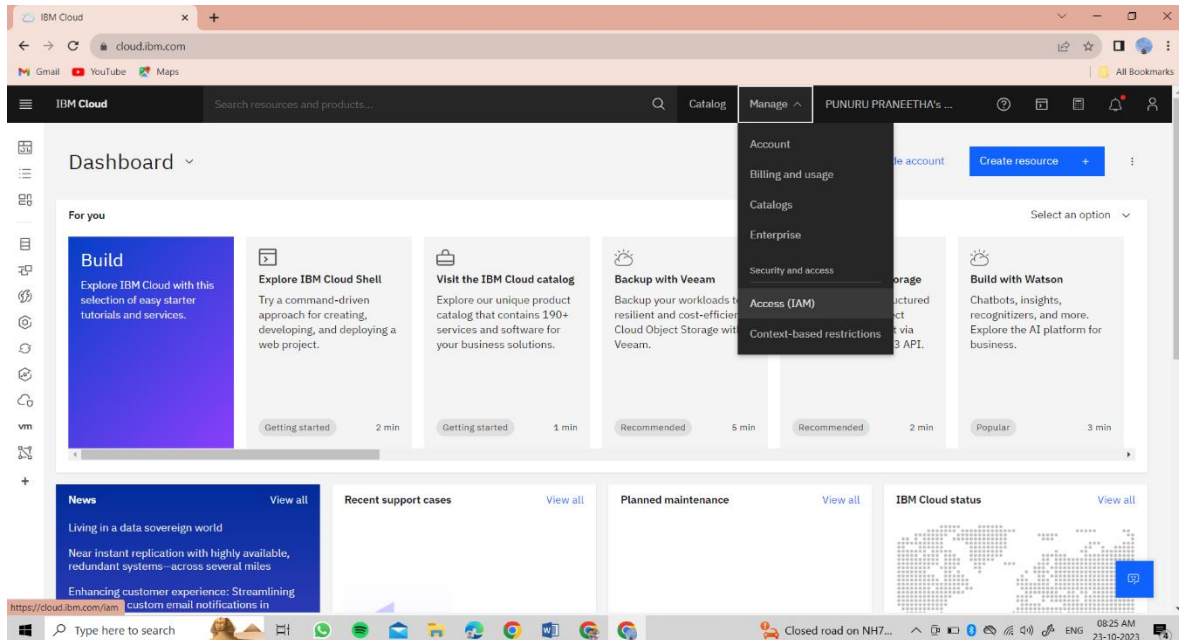 IBM Cloud
cloud.ibm.com
Gmail YouTube Maps All Bookmarks
IBM Cloud Search resources and products... Catalog Manage PUNURU PRANEETHA's ...
Account
Billing and usage
Catalogs
Enterprise
Security and access
Access (IAM)
Context-based restrictions
Dashboard
de account Create resource +
For you Select an option
Build
Explore IBM Cloud with this
selection of easy starter
tutorials and services.
Explore IBM Cloud Shell
Try a command-driven
approach for creating,
developing, and deploying a
web project.
Getting started 2 min
Visit the IBM Cloud catalog
Explore our unique product
catalog that contains 190+
services and software for
your business solutions.
Getting started 1 min
Backup with Veeam
Backup your workloads t
resilient and cost-efficier
Cloud Object Storage wit
Veeam.
Recommended 5 min
orage
uctured
ct
t via
3 API.
Recommended 2 min
Build with Watson
Chatbots, insights,
recognitizers, and more.
Explore the AI platform for
business.
Popular 3 min
vm
News View all
Living in a data sovereign world
Near instant replication with highly available,
redundant systems—across several miles
Enhancing customer experience: Streamlining
custom email notifications in
Recent support cases View all
Planned maintenance View all
IBM Cloud status View all
https://cloud.ibm.com/iam
Type here to search Closed road on NH7... ENG 08:25 AM
23-10-2023